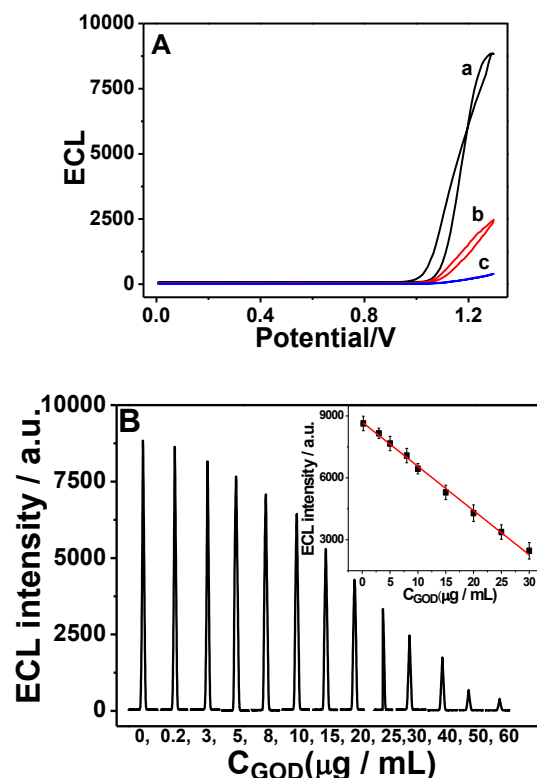 A
10000
7500
5000
2500
0
ECL
a
b
c
0.0 0.4 0.8 1.2
Potential/V
B
10000
7500
5000
2500
0
ECL intensity / a.u.
0, 0.2, 3, 5, 8, 10, 15, 20, 25,30, 40, 50, 60
C_GOD(μg / mL)
9000
6000
3000
ECL intensity / a.u.
0 5 10 15 20 25 30
C_GOD(μg / mL)